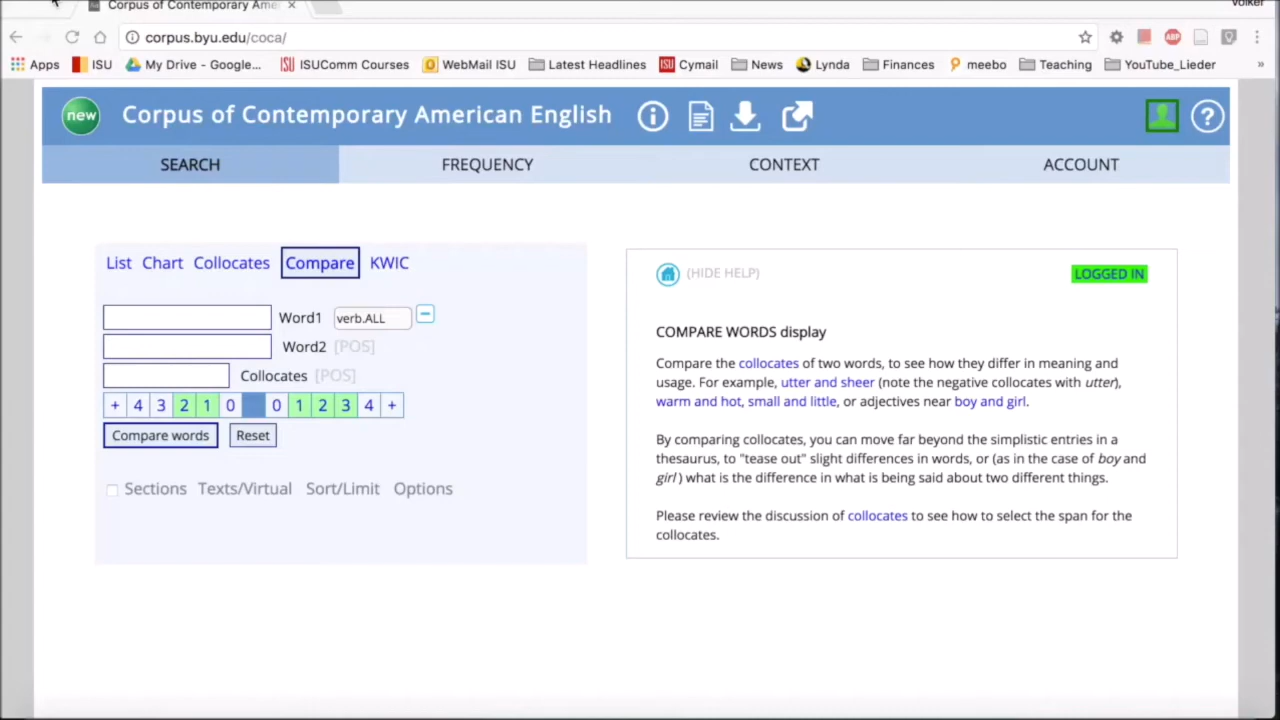 Corpus of Contemporary Ame
Volker
corpus.byu.edu/coca/
ABP
Apps ISU My Drive - Google... ISU ISUComm Courses WebMail ISU Latest Headlines ISU Cymail News Lynda Finances meebo Teaching YouTube_Lieder »
new Corpus of Contemporary American English
SEARCH FREQUENCY CONTEXT ACCOUNT
List Chart Collocates Compare KWIC
Word1 verb.ALL
Word2 [POS]
Collocates [POS]
+ 4 3 2 1 0 0 1 2 3 4 +
Compare words Reset
Sections Texts/Virtual Sort/Limit Options
(HIDE HELP) LOGGED IN
COMPARE WORDS display
Compare the collocates of two words, to see how they differ in meaning and
usage. For example, utter and sheer (note the negative collocates with utter),
warm and hot, small and little, or adjectives near boy and girl.
By comparing collocates, you can move far beyond the simplistic entries in a
thesaurus, to "tease out" slight differences in words, or (as in the case of boy and
girl) what is the difference in what is being said about two different things.
Please review the discussion of collocates to see how to select the span for the
collocates.